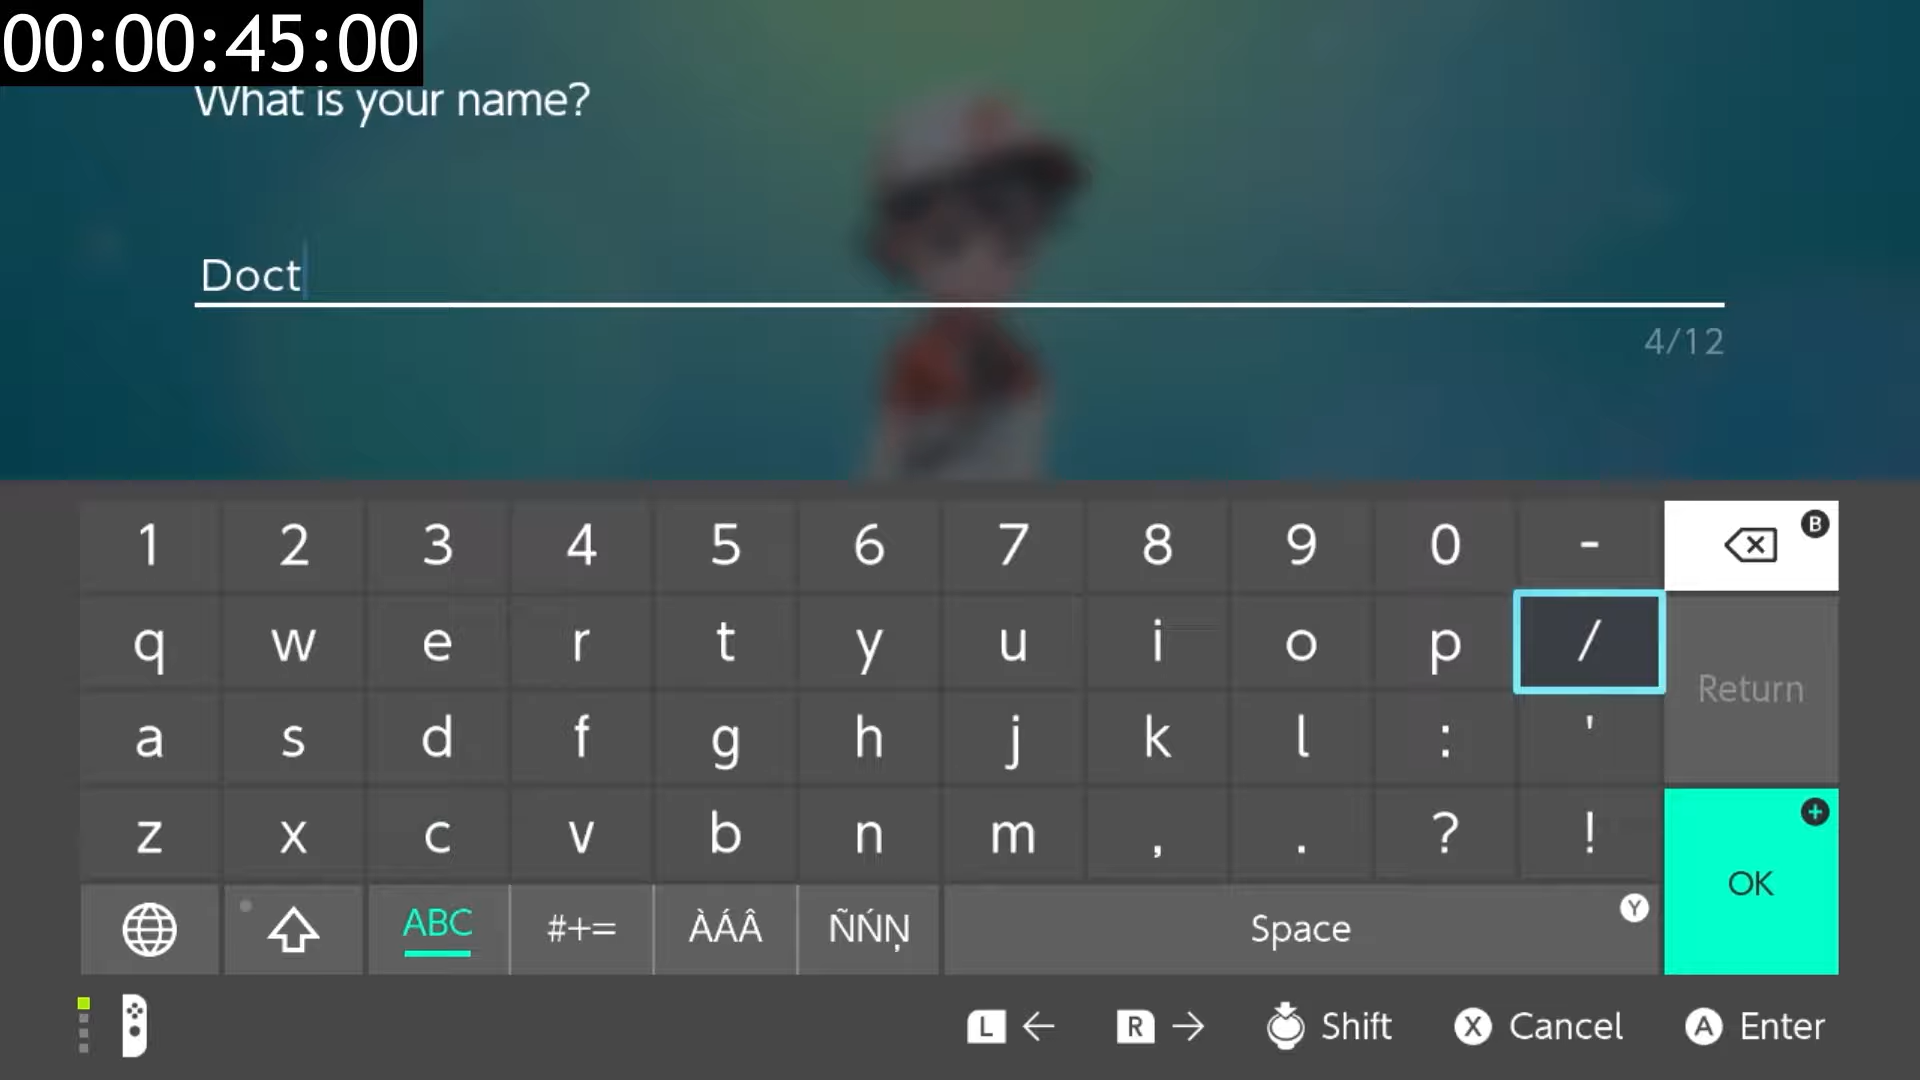 00:00:45:00
What is your name?
Doct
4/12
1 2 3 4 5 6 7 8 9 0 - B
q w e r t y u i o p /
Return
a s d f g h j k l : '
z x c v b n m , . ? ! +
OK
ABC #+= ÀÁÂ ÑŃŅ Space Y
L ← R → Shift X Cancel A Enter